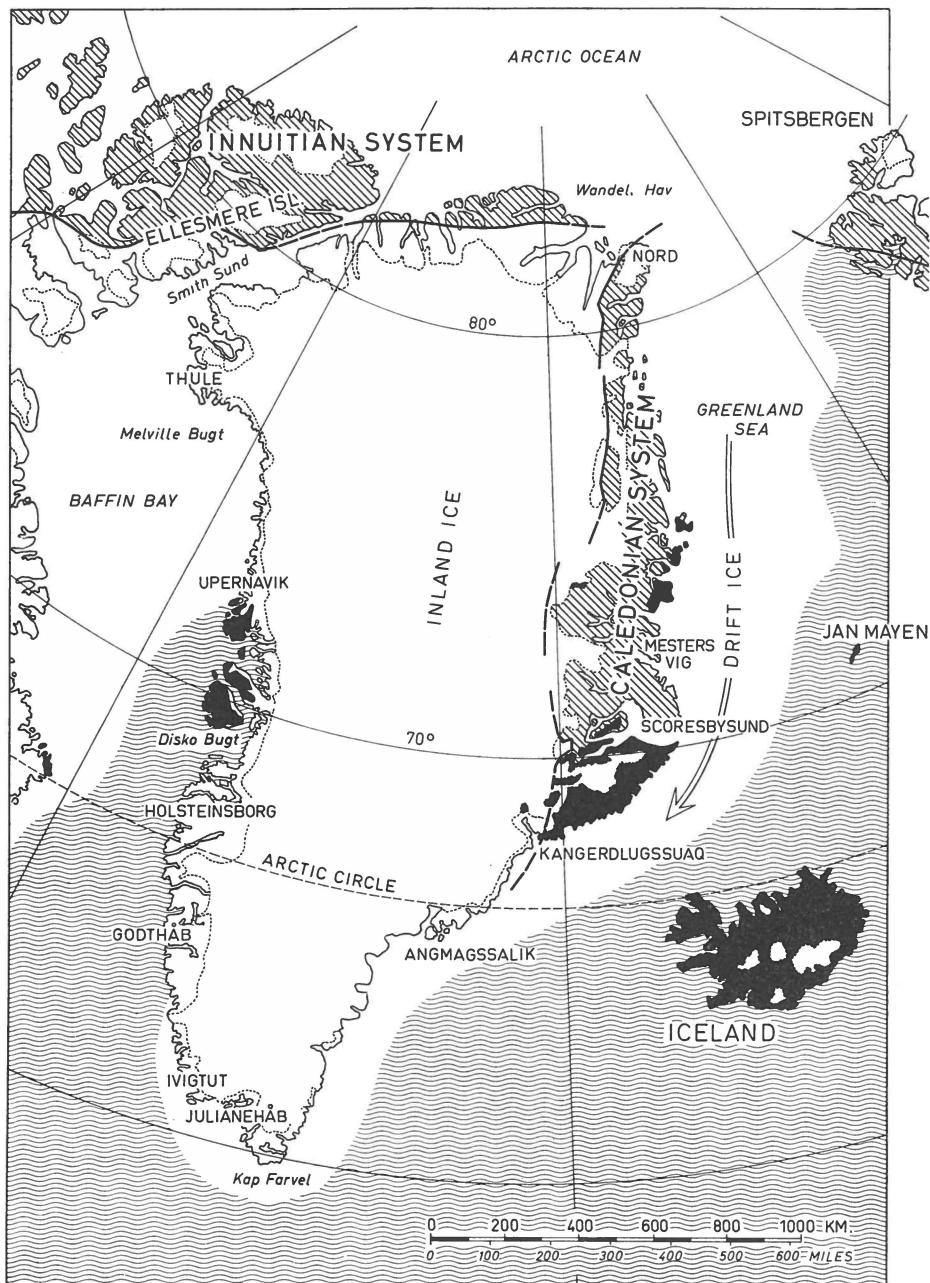 ARCTIC OCEAN
SPITSBERGEN
INNUITIAN SYSTEM
Wandel. Hav
ELLESMERE ISL.
NORD
Smith Sund
80°
THULE
GREENLAND
SEA
Melville Bugt
BAFFIN BAY
INLAND ICE
CALEDONIAN SYSTEM
DRIFT ICE
UPERNAVIK
JAN MAYEN
MESTERS
VIG
SCORESBYSUND
Disko Bugt
70°
HOLSTEINSBORG
KANGERDLUGSSUAQ
ARCTIC CIRCLE
GODTHÅB
ANGMAGSSALIK
ICELAND
IVIGTUT
JULIANEHÅB
Kap Farvel
0 200 400 600 800 1000 KM.
0 100 200 300 400 500 600 MILES